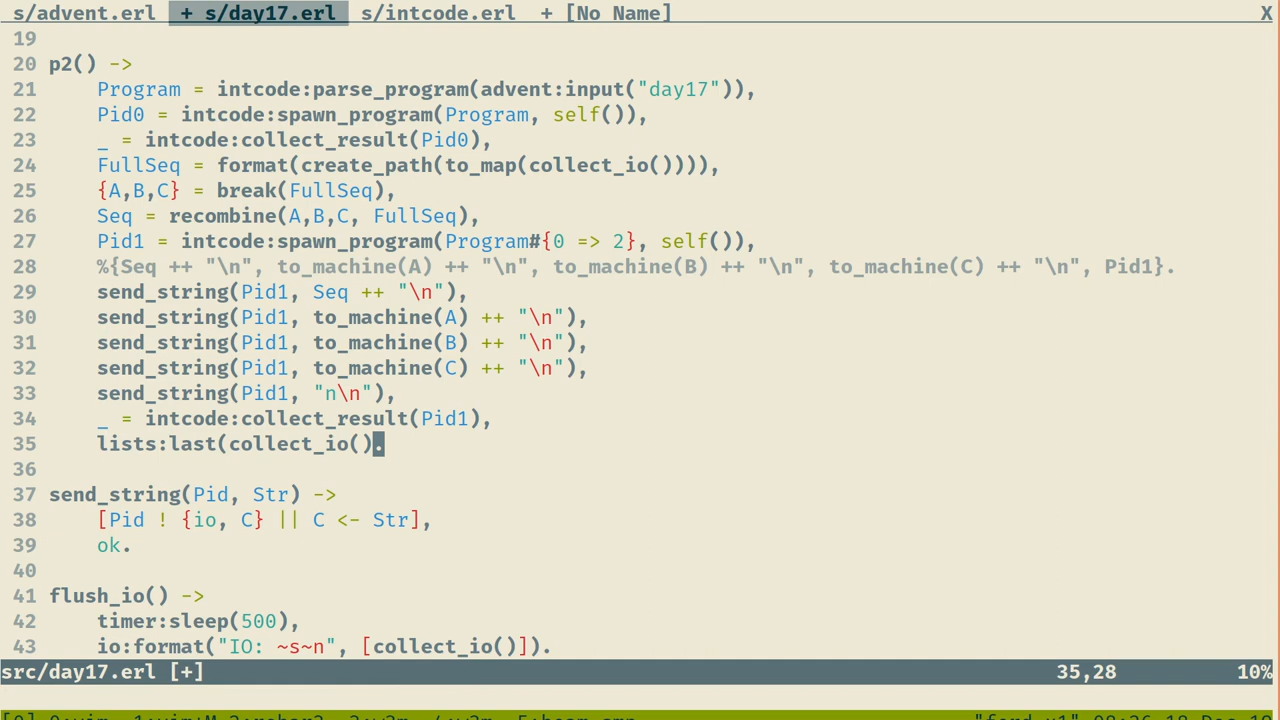 s/advent.erl  + s/day17.erl  s/intcode.erl  + [No Name] X
19
20 p2() ->
21     Program = intcode:parse_program(advent:input("day17")),
22     Pid0 = intcode:spawn_program(Program, self()),
23     _ = intcode:collect_result(Pid0),
24     FullSeq = format(create_path(to_map(collect_io()))),
25     {A,B,C} = break(FullSeq),
26     Seq = recombine(A,B,C, FullSeq),
27     Pid1 = intcode:spawn_program(Program#{0 => 2}, self()),
28     %{Seq ++ "\n", to_machine(A) ++ "\n", to_machine(B) ++ "\n", to_machine(C) ++ "\n", Pid1}.
29     send_string(Pid1, Seq ++ "\n"),
30     send_string(Pid1, to_machine(A) ++ "\n"),
31     send_string(Pid1, to_machine(B) ++ "\n"),
32     send_string(Pid1, to_machine(C) ++ "\n"),
33     send_string(Pid1, "n\n"),
34     _ = intcode:collect_result(Pid1),
35     lists:last(collect_io().
36
37 send_string(Pid, Str) ->
38     [Pid ! {io, C} || C <- Str],
39     ok.
40
41 flush_io() ->
42     timer:sleep(500),
43     io:format("IO: ~s~n", [collect_io()]).
src/day17.erl [+] 35,28 10%